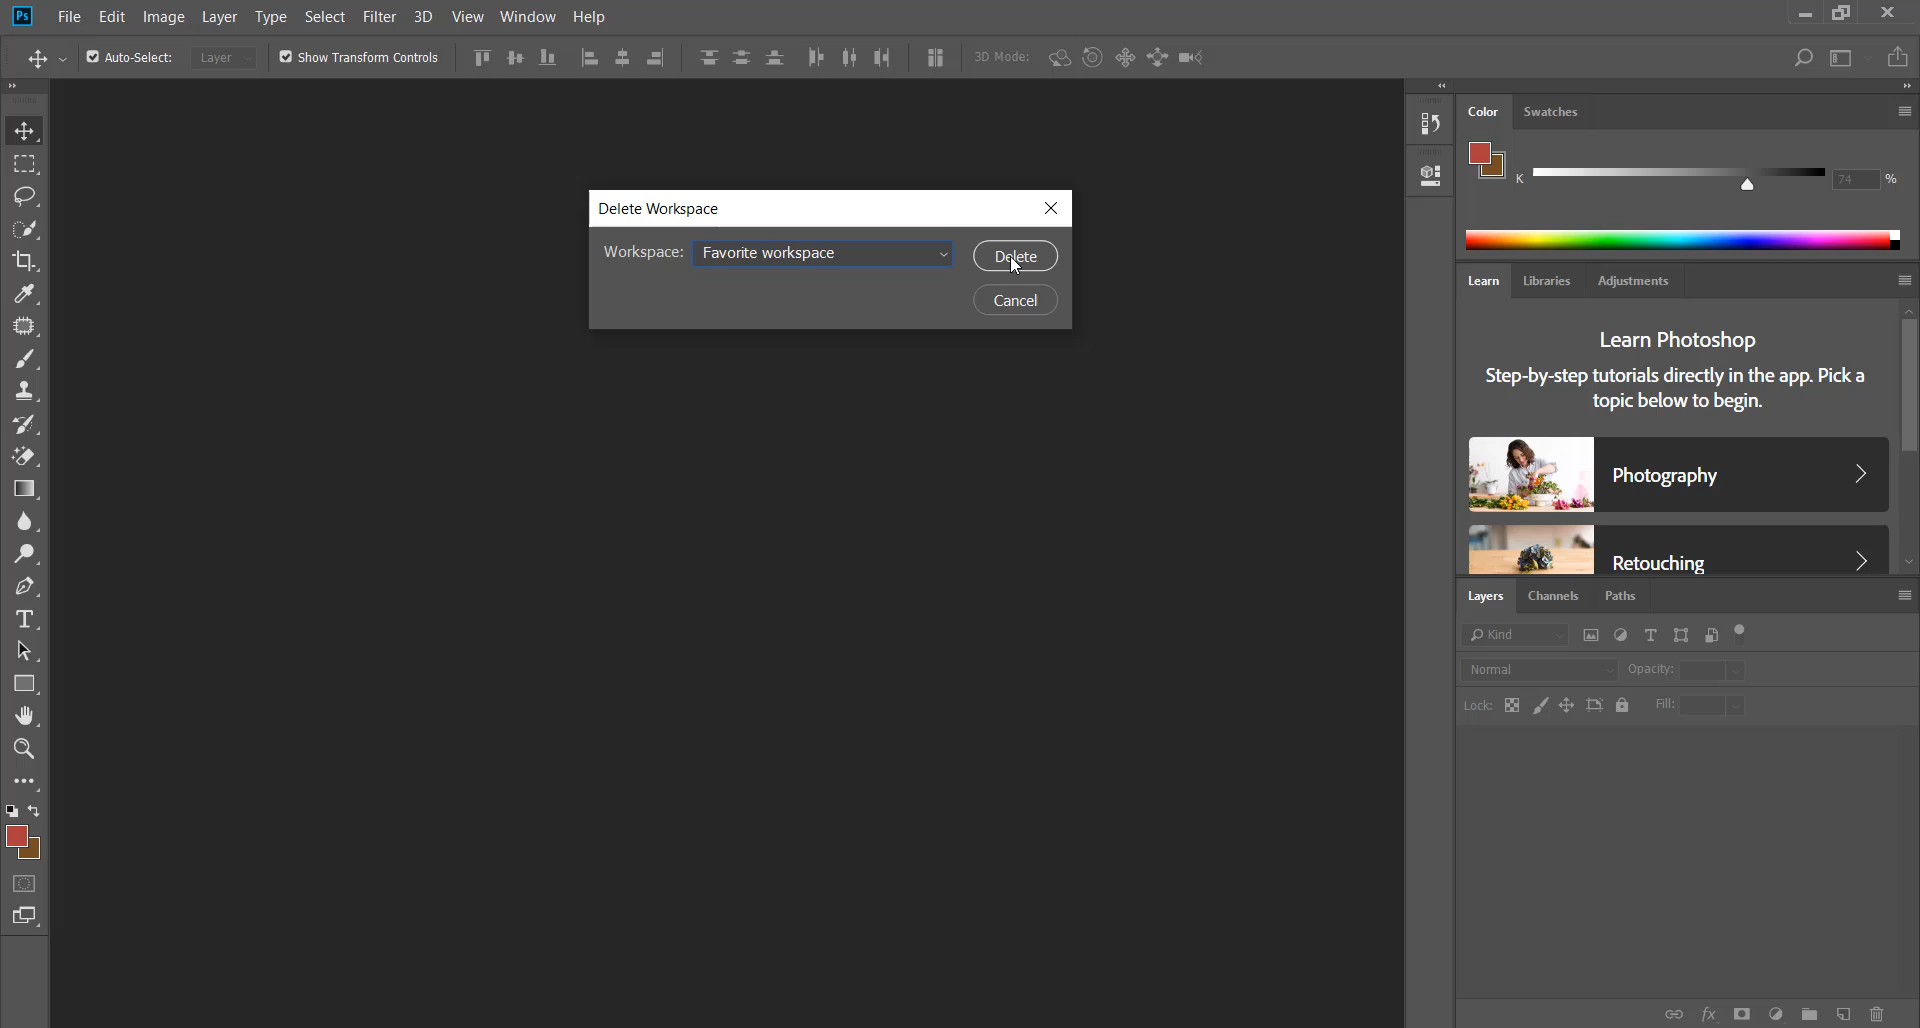 Ps File Edit Image Layer Type Select Filter 3D View Window Help
Auto-Select: Layer Show Transform Controls 3D Mode:
Color Swatches
K 74 %
Delete Workspace
Workspace: Favorite workspace Delete
Cancel
Learn Libraries Adjustments
Learn Photoshop
Step-by-step tutorials directly in the app. Pick a
topic below to begin.
Photography
Retouching
Layers Channels Paths
Kind
Normal Opacity:
Lock: Fill:
fx